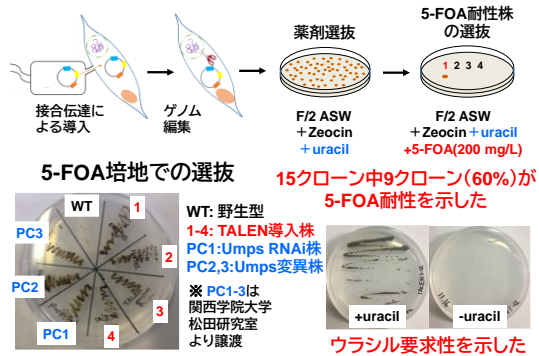 接合伝達
による導入
ゲノム
編集
薬剤選抜
F/2 ASW
＋Zeocin
＋uracil
5-FOA耐性株
の選抜
1 2 3 4
F/2 ASW
＋Zeocin＋uracil
+5-FOA(200 mg/L)
5-FOA培地での選抜
15クローン中9クローン(60%)が
5-FOA耐性を示した
WT
1
2
3
4
PC1
PC2
PC3
WT: 野生型
1-4: TALEN導入株
PC1:Umps RNAi株
PC2,3:Umps変異株
※ PC1-3は
関西学院大学
松田研究室
より譲渡
+uracil
-uracil
ウラシル要求性を示した